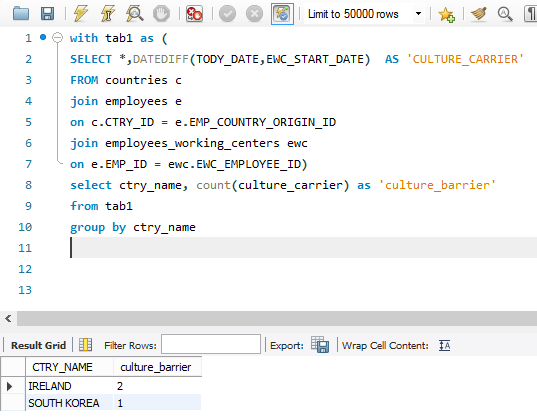 Limit to 50000 rows
1 with tab1 as (
2 SELECT *,DATEDIFF(TODY_DATE,EWC_START_DATE)  AS 'CULTURE_CARRIER'
3 FROM countries c
4 join employees e
5 on c.CTRY_ID = e.EMP_COUNTRY_ORIGIN_ID
6 join employees_working_centers ewc
7 on e.EMP_ID = ewc.EWC_EMPLOYEE_ID)
8 select ctry_name, count(culture_carrier) as 'culture_barrier'
9 from tab1
10 group by ctry_name
11
12
13
Result Grid Filter Rows: Export: Wrap Cell Content: IA
CTRY_NAME culture_barrier
IRELAND 2
SOUTH KOREA 1